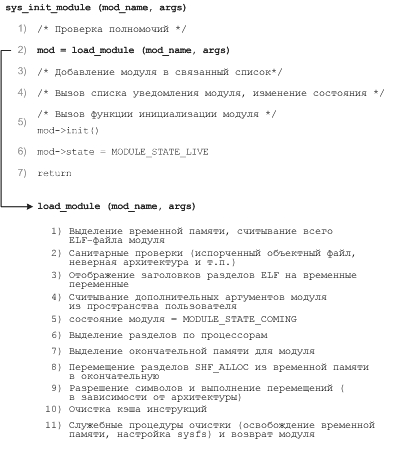 sys_init_module (mod_name, args)
1) /* Проверка полномочий */
2) mod = load_module (mod_name, args)
3) /* Добавление модуля в связанный список*/
4) /* Вызов списка уведомления модуля, изменение состояния */
5) /* Вызов функции инициализации модуля */
mod->init()
6) mod->state = MODULE_STATE_LIVE
7) return
load_module (mod_name, args)
1) Выделение временной памяти, считывание всего
ELF-файла модуля
2) Санитарные проверки (испорченный объектный файл,
неверная архитектура и т.п.)
3) Отображение заголовков разделов ELF на временные
переменные
4) Считывание дополнительных аргументов модуля
из пространства пользователя
5) состояние модуля = MODULE_STATE_COMING
6) Выделение разделов по процессорам
7) Выделение окончательной памяти для модуля
8) Перемещение разделов SHF_ALLOC из временной памяти
в окончательную
9) Разрешение символов и выполнение перемещений (
в зависимости от архитектуры)
10) Очистка кэша инструкций
11) Служебные процедуры очистки (освобождение временной
памяти, настройка sysfs) и возврат модуля